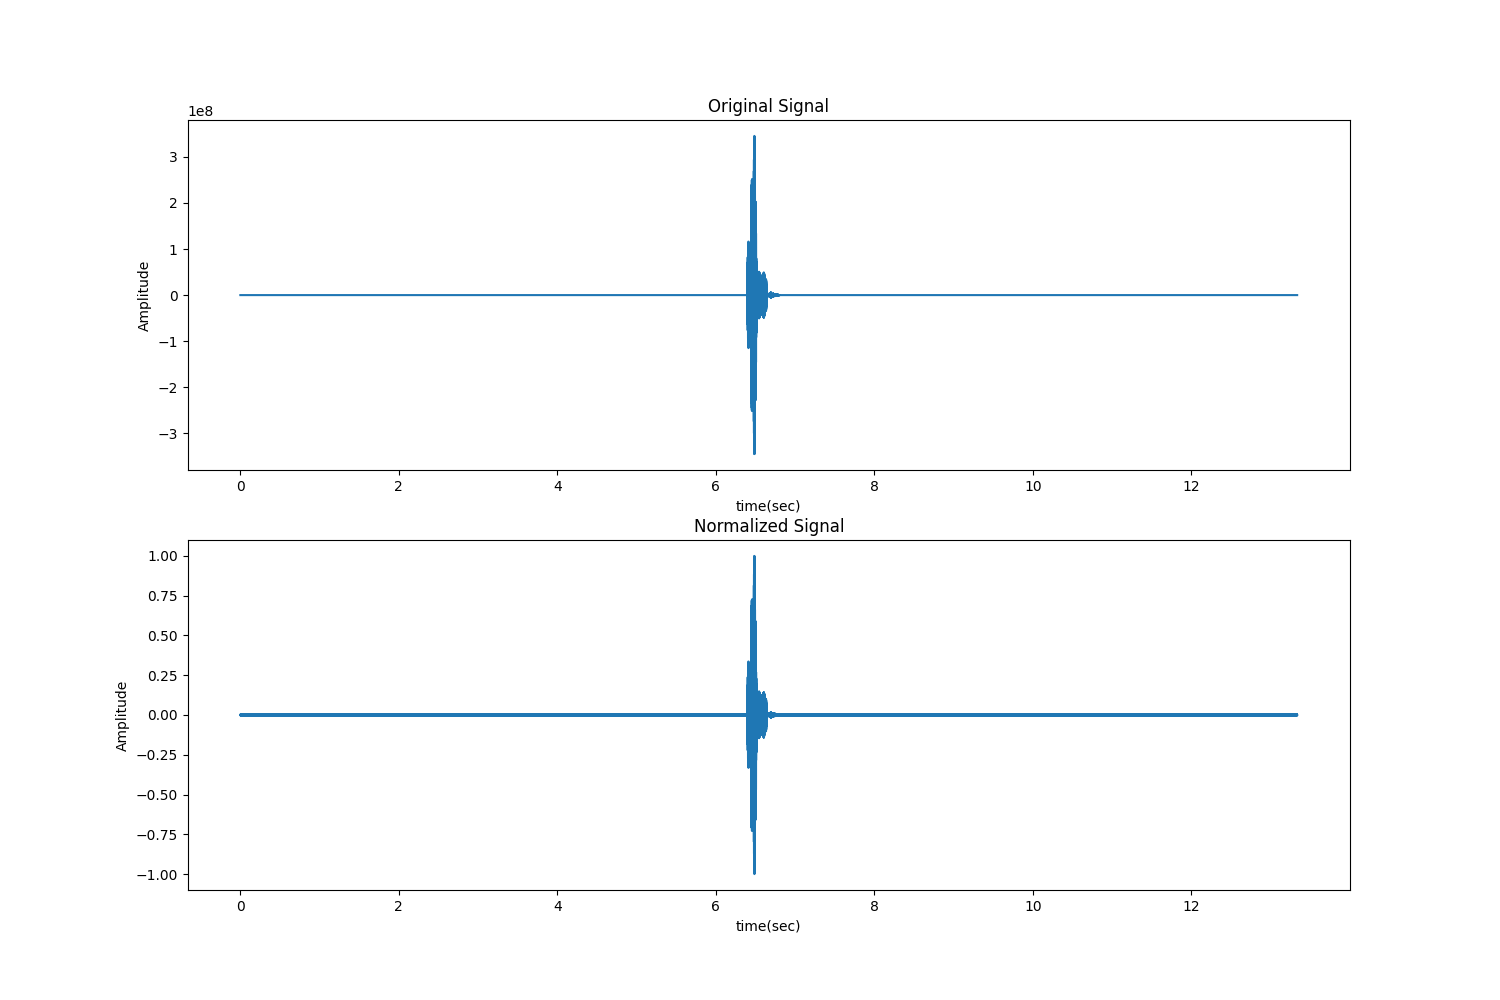 Original Signal
1e8
3
2
1
0
−1
−2
−3
Amplitude
0 2 4 6 8 10 12
time(sec)
Normalized Signal
1.00
0.75
0.50
0.25
0.00
−0.25
−0.50
−0.75
−1.00
Amplitude
0 2 4 6 8 10 12
time(sec)